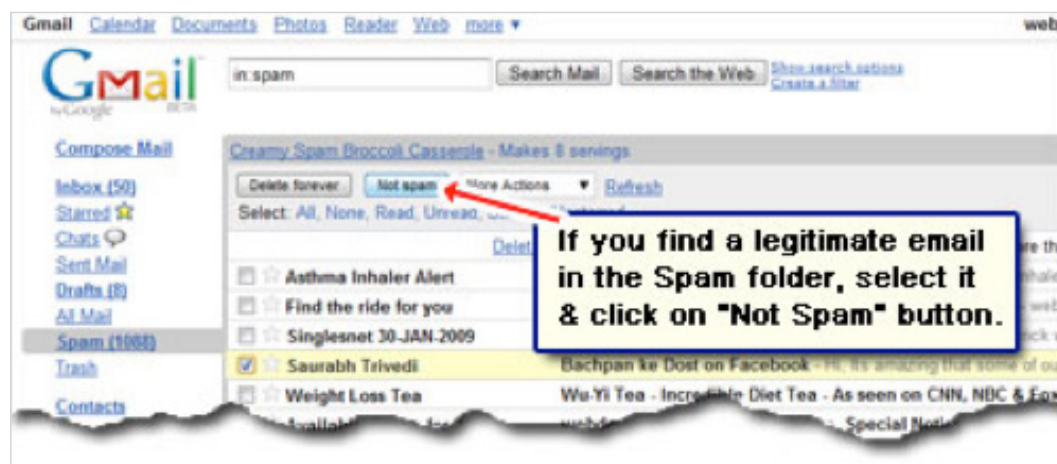 Gmail Calendar Documents Photos Reader Web more ▼ web
Gmail
by Google BETA
in:spam Search Mail Search the Web Show search options
Create a filter
Compose Mail
Inbox (50)
Starred
Chats
Sent Mail
Drafts (8)
All Mail
Spam (1088)
Trash
Contacts
Creamy Spam Broccoli Casserole - Makes 8 servings
Delete forever Not spam More Actions ▼ Refresh
Select: All, None, Read, Unread,
If you find a legitimate email
in the Spam folder, select it
& click on "Not Spam" button.
Asthma Inhaler Alert
Find the ride for you
Singlesnet 30-JAN-2009
Saurabh Trivedi Bachpan ke Dost on Facebook - Hi, Its amazing that some of
Weight Loss Tea Wu-Yi Tea - Incredible Diet Tea - As seen on CNN, NBC & Fox
Special